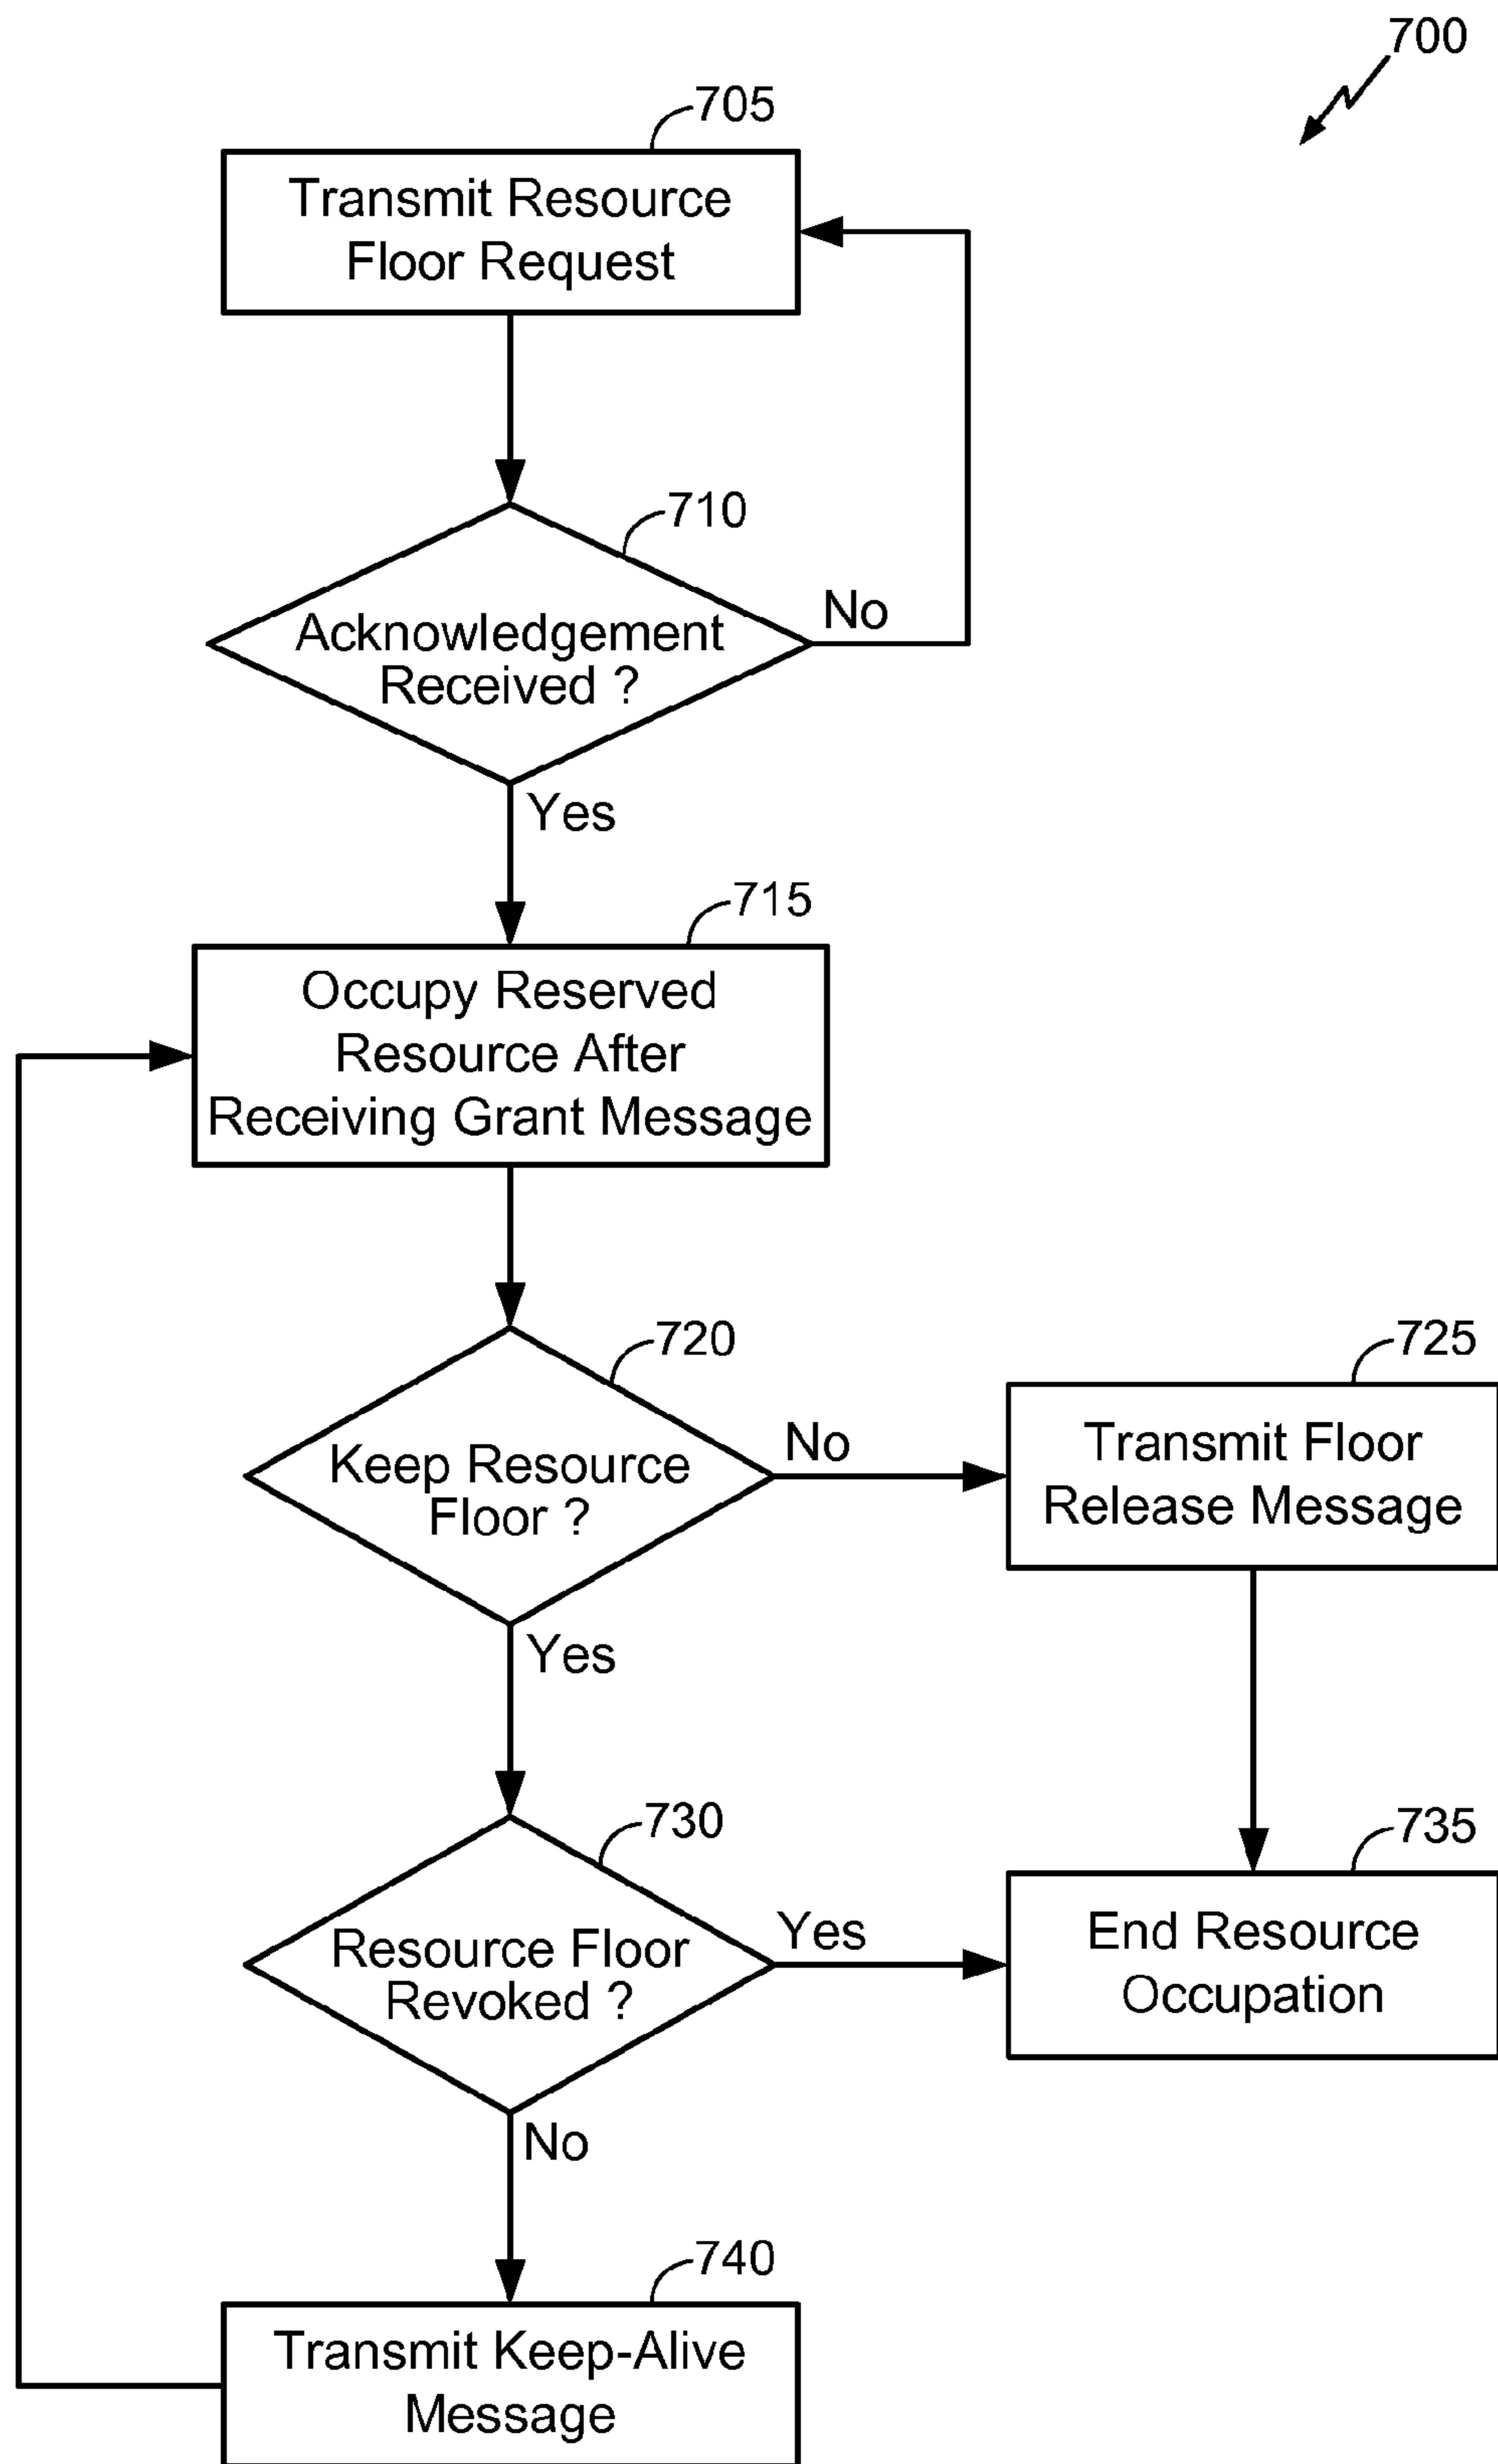 700
705
Transmit Resource
Floor Request
710
Acknowledgement
Received ?
No
Yes
715
Occupy Reserved
Resource After
Receiving Grant Message
720
Keep Resource
Floor ?
No
725
Transmit Floor
Release Message
Yes
730
Resource Floor
Revoked ?
Yes
735
End Resource
Occupation
No
740
Transmit Keep-Alive
Message